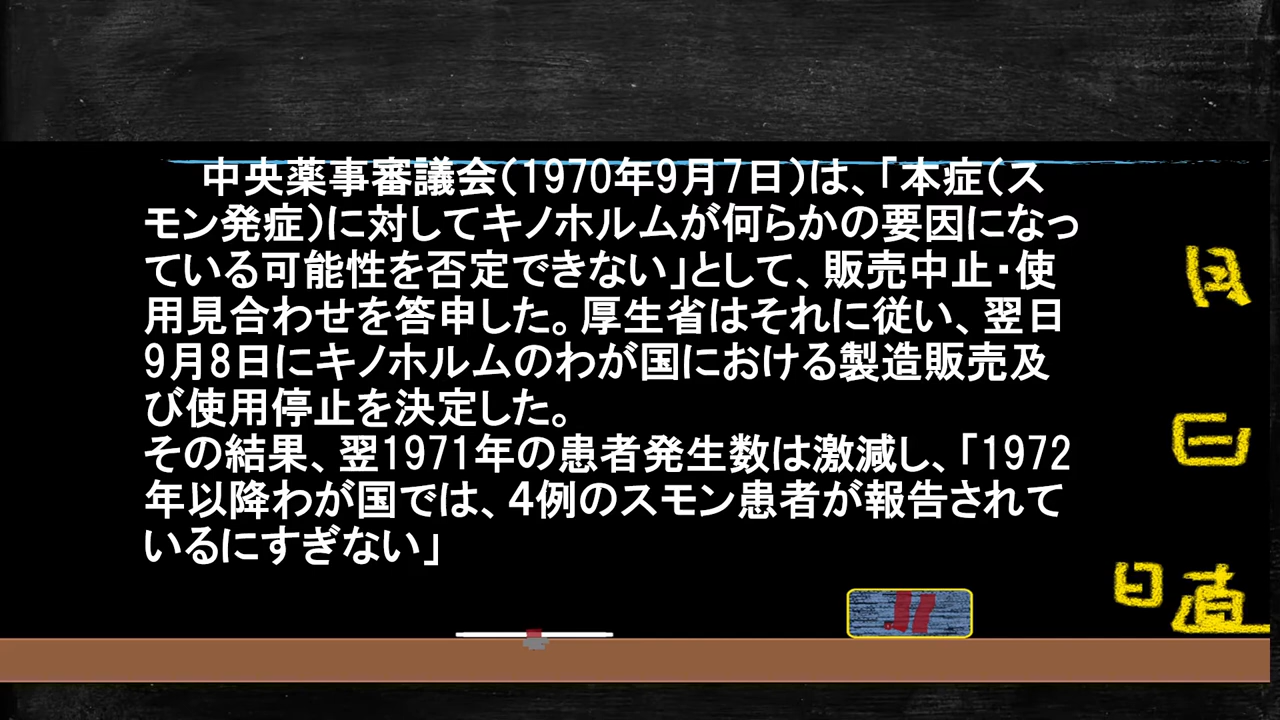 中央薬事審議会(1970年9月7日)は、「本症(ス
モン発症)に対してキノホルムが何らかの要因になっ
ている可能性を否定できない」として、販売中止・使
用見合わせを答申した。厚生省はそれに従い、翌日
9月8日にキノホルムのわが国における製造販売及
び使用停止を決定した。
その結果、翌1971年の患者発生数は激減し、「1972
年以降わが国では、4例のスモン患者が報告されて
いるにすぎない」
月
日
日直